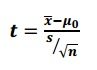 t = x̄−μ₀ / s/√n